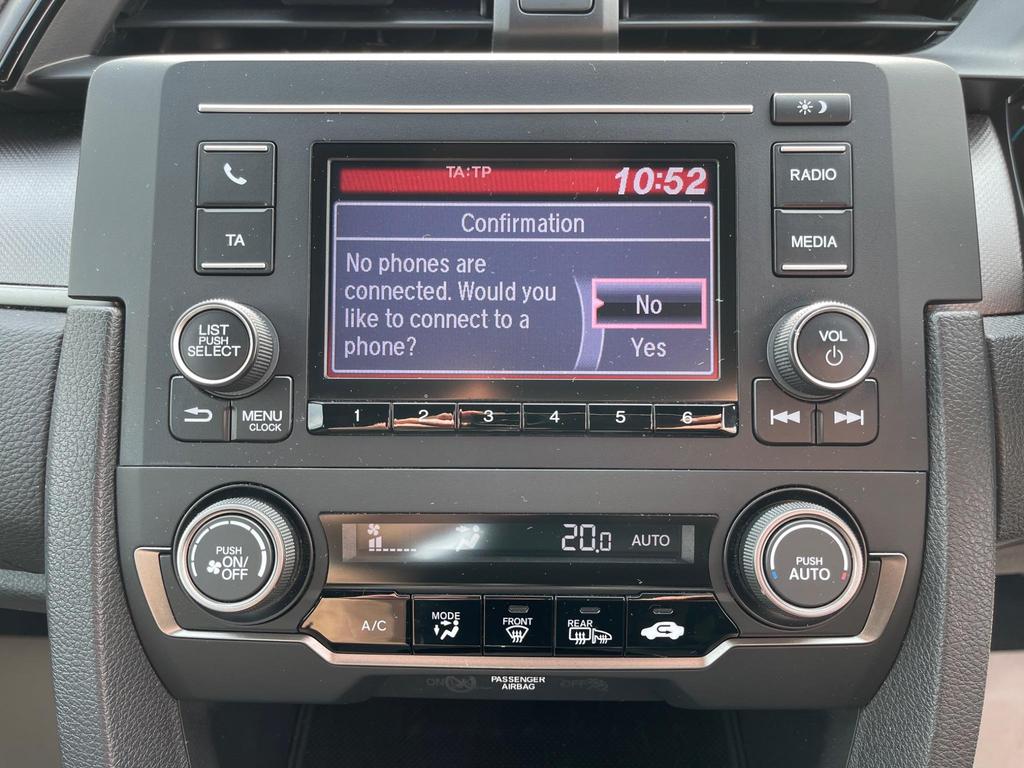 TA:TP 10:52
Confirmation
No phones are
connected. Would you
like to connect to a
phone?
No
Yes
TA
RADIO
MEDIA
LIST
PUSH
SELECT
VOL
MENU
CLOCK
1 2 3 4 5 6
PUSH
ON/
OFF
20.0 AUTO
PUSH
AUTO
A/C
MODE
FRONT
REAR
ON
PASSENGER
AIRBAG
OFF